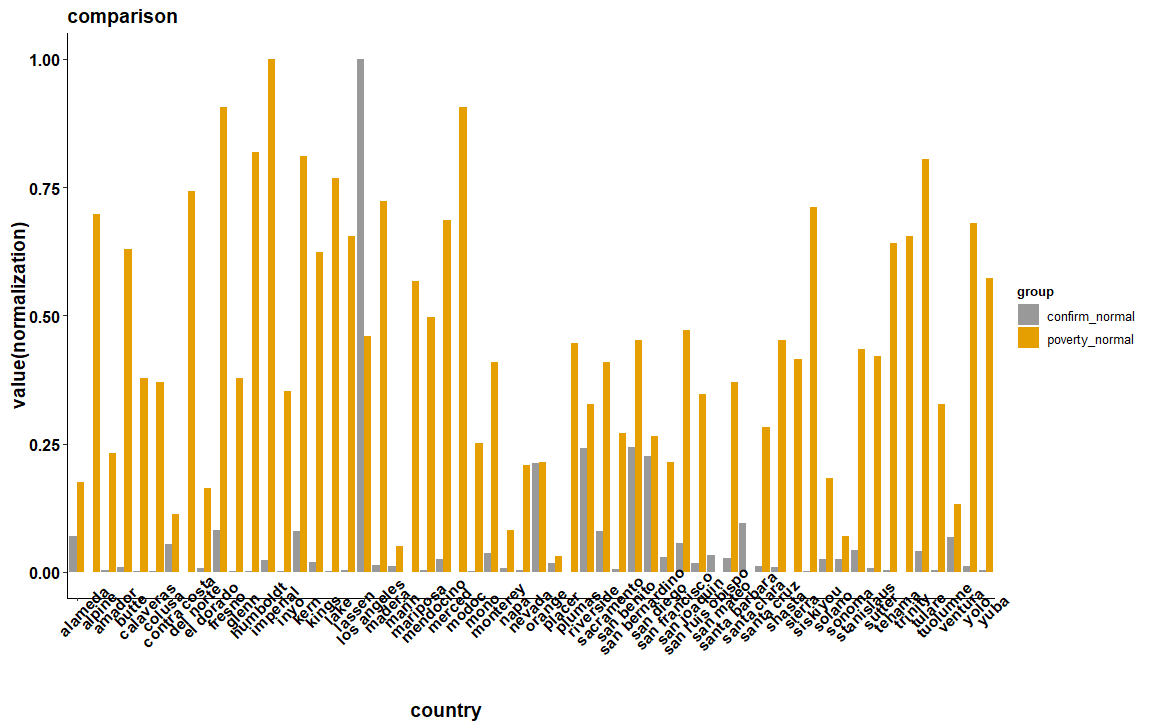 comparison
value(normalization)
1.00
0.75
0.50
0.25
0.00
alameda
alpine
amador
butte
calaveras
colusa
contra costa
del norte
el dorado
fresno
glenn
humboldt
imperial
inyo
kern
kings
lake
lassen
los angeles
madera
marin
mariposa
mendocino
merced
modoc
mono
monterey
napa
nevada
orange
placer
plumas
riverside
sacramento
san benito
san bernardino
san diego
san francisco
san joaquin
san luis obispo
san mateo
santa barbara
santa clara
santa cruz
shasta
sierra
siskiyou
solano
sonoma
stanislaus
sutter
tehama
trinity
tulare
tuolumne
ventura
yolo
yuba
country
group
confirm_normal
poverty_normal